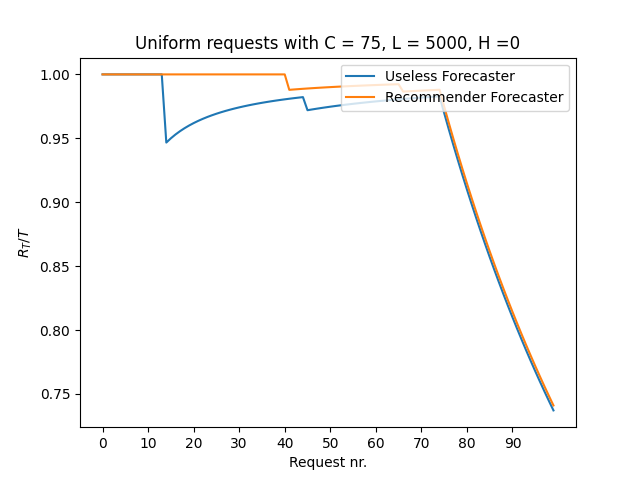 Uniform requests with C = 75, L = 5000, H =0
Useless Forecaster
Recommender Forecaster
1.00
0.95
0.90
0.85
0.80
0.75
R_T/T
0 10 20 30 40 50 60 70 80 90
Request nr.